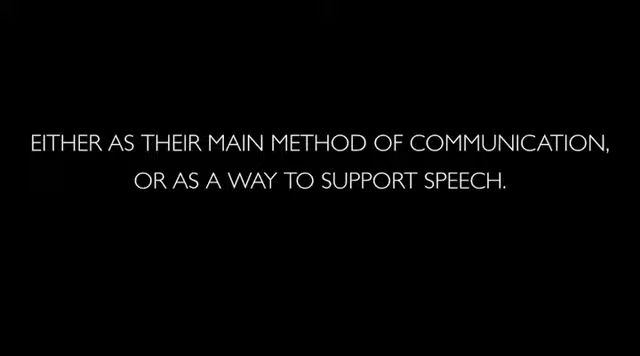 EITHER AS THEIR MAIN METHOD OF COMMUNICATION,
OR AS A WAY TO SUPPORT SPEECH.